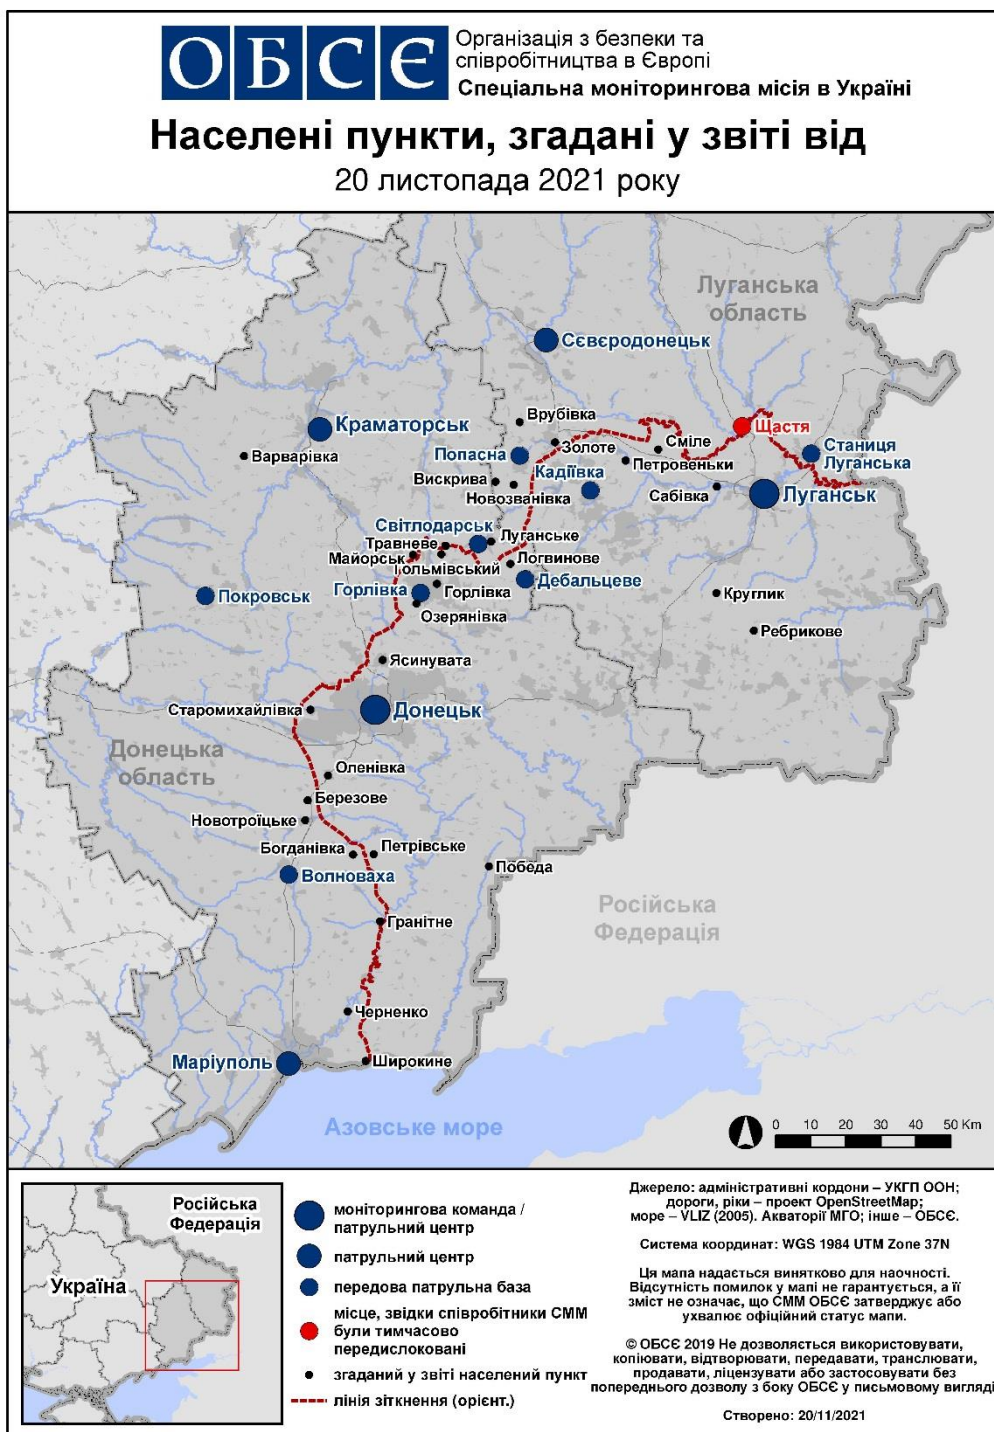 ОБСЄ
Організація з безпеки та
співробітництва в Європі
Спеціальна моніторингова місія в Україні
Населені пункти, згадані у звіті від
20 листопада 2021 року
Луганська
область
Сєвєродонецьк
Врубівка
Щастя
Краматорськ
Золоте
Сміле
Станиця
Луганська
Варварівка
Попасна
Кадіївка
Петровеньки
Вискрива
Новозванівка
Сабівка
Луганськ
Світлодарськ
Травневе
Луганське
Майорськ
Гольмівський
Логвинове
Дебальцеве
Покровськ
Горлівка
Горлівка
Круглик
Озерянівка
Ребрикове
Ясинувата
Старомихайлівка
Донецьк
Донецька
область
Оленівка
Березове
Новотроїцьке
Богданівка
Петрівське
Победа
Волноваха
Російська
Федерація
Гранітне
Черненко
Маріуполь
Широкине
Азовське море
0 10 20 30 40 50 Km
Російська
Федерація
Україна
моніторингова команда /
патрульний центр
патрульний центр
передова патрульна база
місце, звідки співробітники СММ
були тимчасово
передислоковані
згаданий у звіті населений пункт
лінія зіткнення (орієнт.)
Джерело: адміністративні кордони – УКГП ООН;
дороги, ріки – проект OpenStreetMap;
море – VLIZ (2005). Акваторії МГО; інше – ОБСЄ.
Система координат: WGS 1984 UTM Zone 37N
Ця мапа надається винятково для наочності.
Відсутність помилок у мапі не гарантується, а її
зміст не означає, що СММ ОБСЄ затверджує або
ухвалює офіційний статус мапи.
© ОБСЄ 2019 Не дозволяється використовувати,
копіювати, відтворювати, передавати, транслювати,
продавати, ліцензувати або застосовувати без
попереднього дозволу з боку ОБСЄ у письмовому вигляді
Створено: 20/11/2021